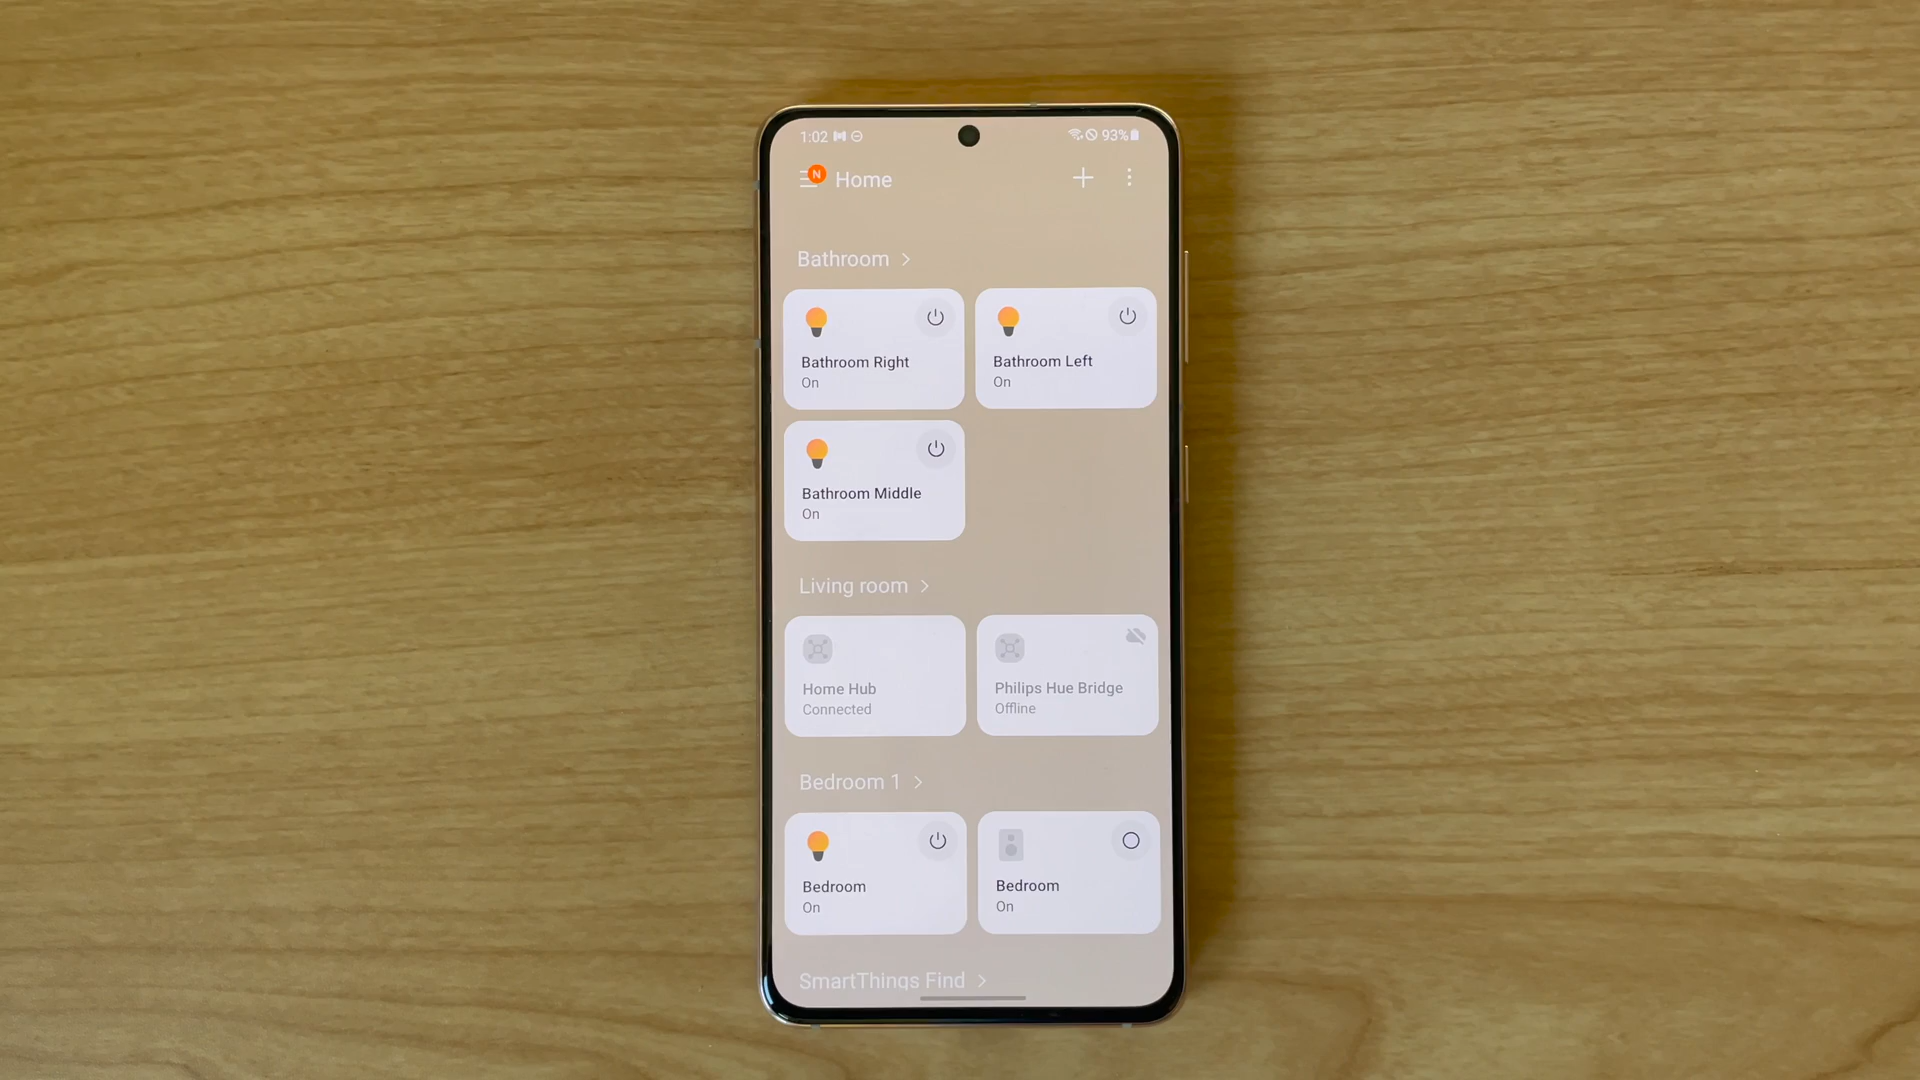 1:02
93%
N
Home
Bathroom
Bathroom Right
On
Bathroom Left
On
Bathroom Middle
On
Living room
Home Hub
Connected
Philips Hue Bridge
Offline
Bedroom 1
Bedroom
On
Bedroom
On
SmartThings Find